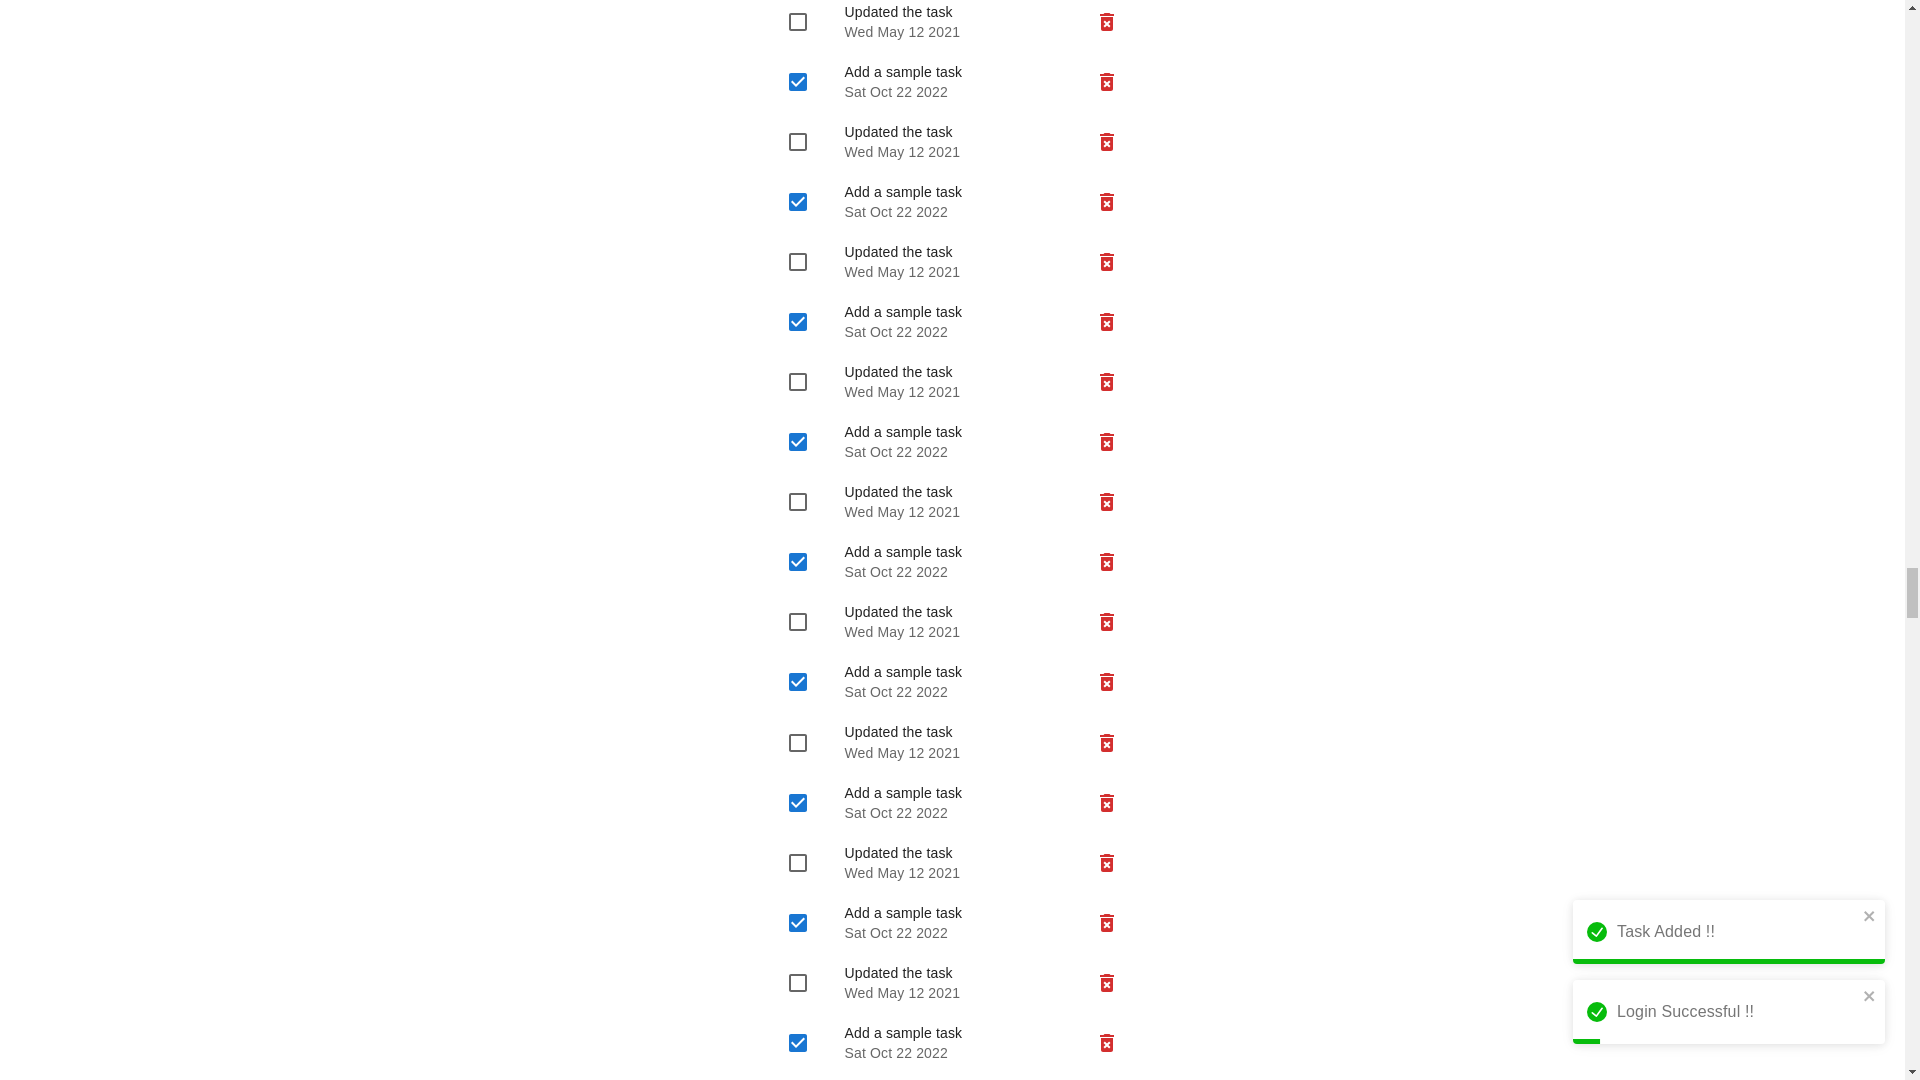 Updated the task
Wed May 12 2021
Add a sample task
Sat Oct 22 2022
Updated the task
Wed May 12 2021
Add a sample task
Sat Oct 22 2022
Updated the task
Wed May 12 2021
Add a sample task
Sat Oct 22 2022
Updated the task
Wed May 12 2021
Add a sample task
Sat Oct 22 2022
Updated the task
Wed May 12 2021
Add a sample task
Sat Oct 22 2022
Updated the task
Wed May 12 2021
Add a sample task
Sat Oct 22 2022
Updated the task
Wed May 12 2021
Add a sample task
Sat Oct 22 2022
Updated the task
Wed May 12 2021
Add a sample task
Sat Oct 22 2022
Updated the task
Wed May 12 2021
Add a sample task
Sat Oct 22 2022
Task Added !!
Login Successful !!